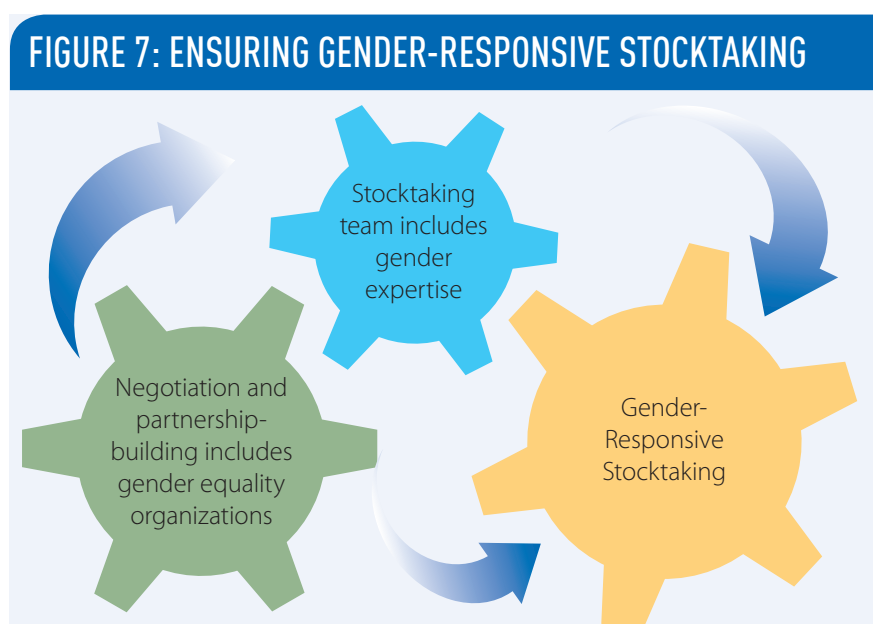 FIGURE 7: ENSURING GENDER-RESPONSIVE STOCKTAKING
Stocktaking
team includes
gender
expertise
Negotiation and
partnership-
building includes
gender equality
organizations
Gender-
Responsive
Stocktaking